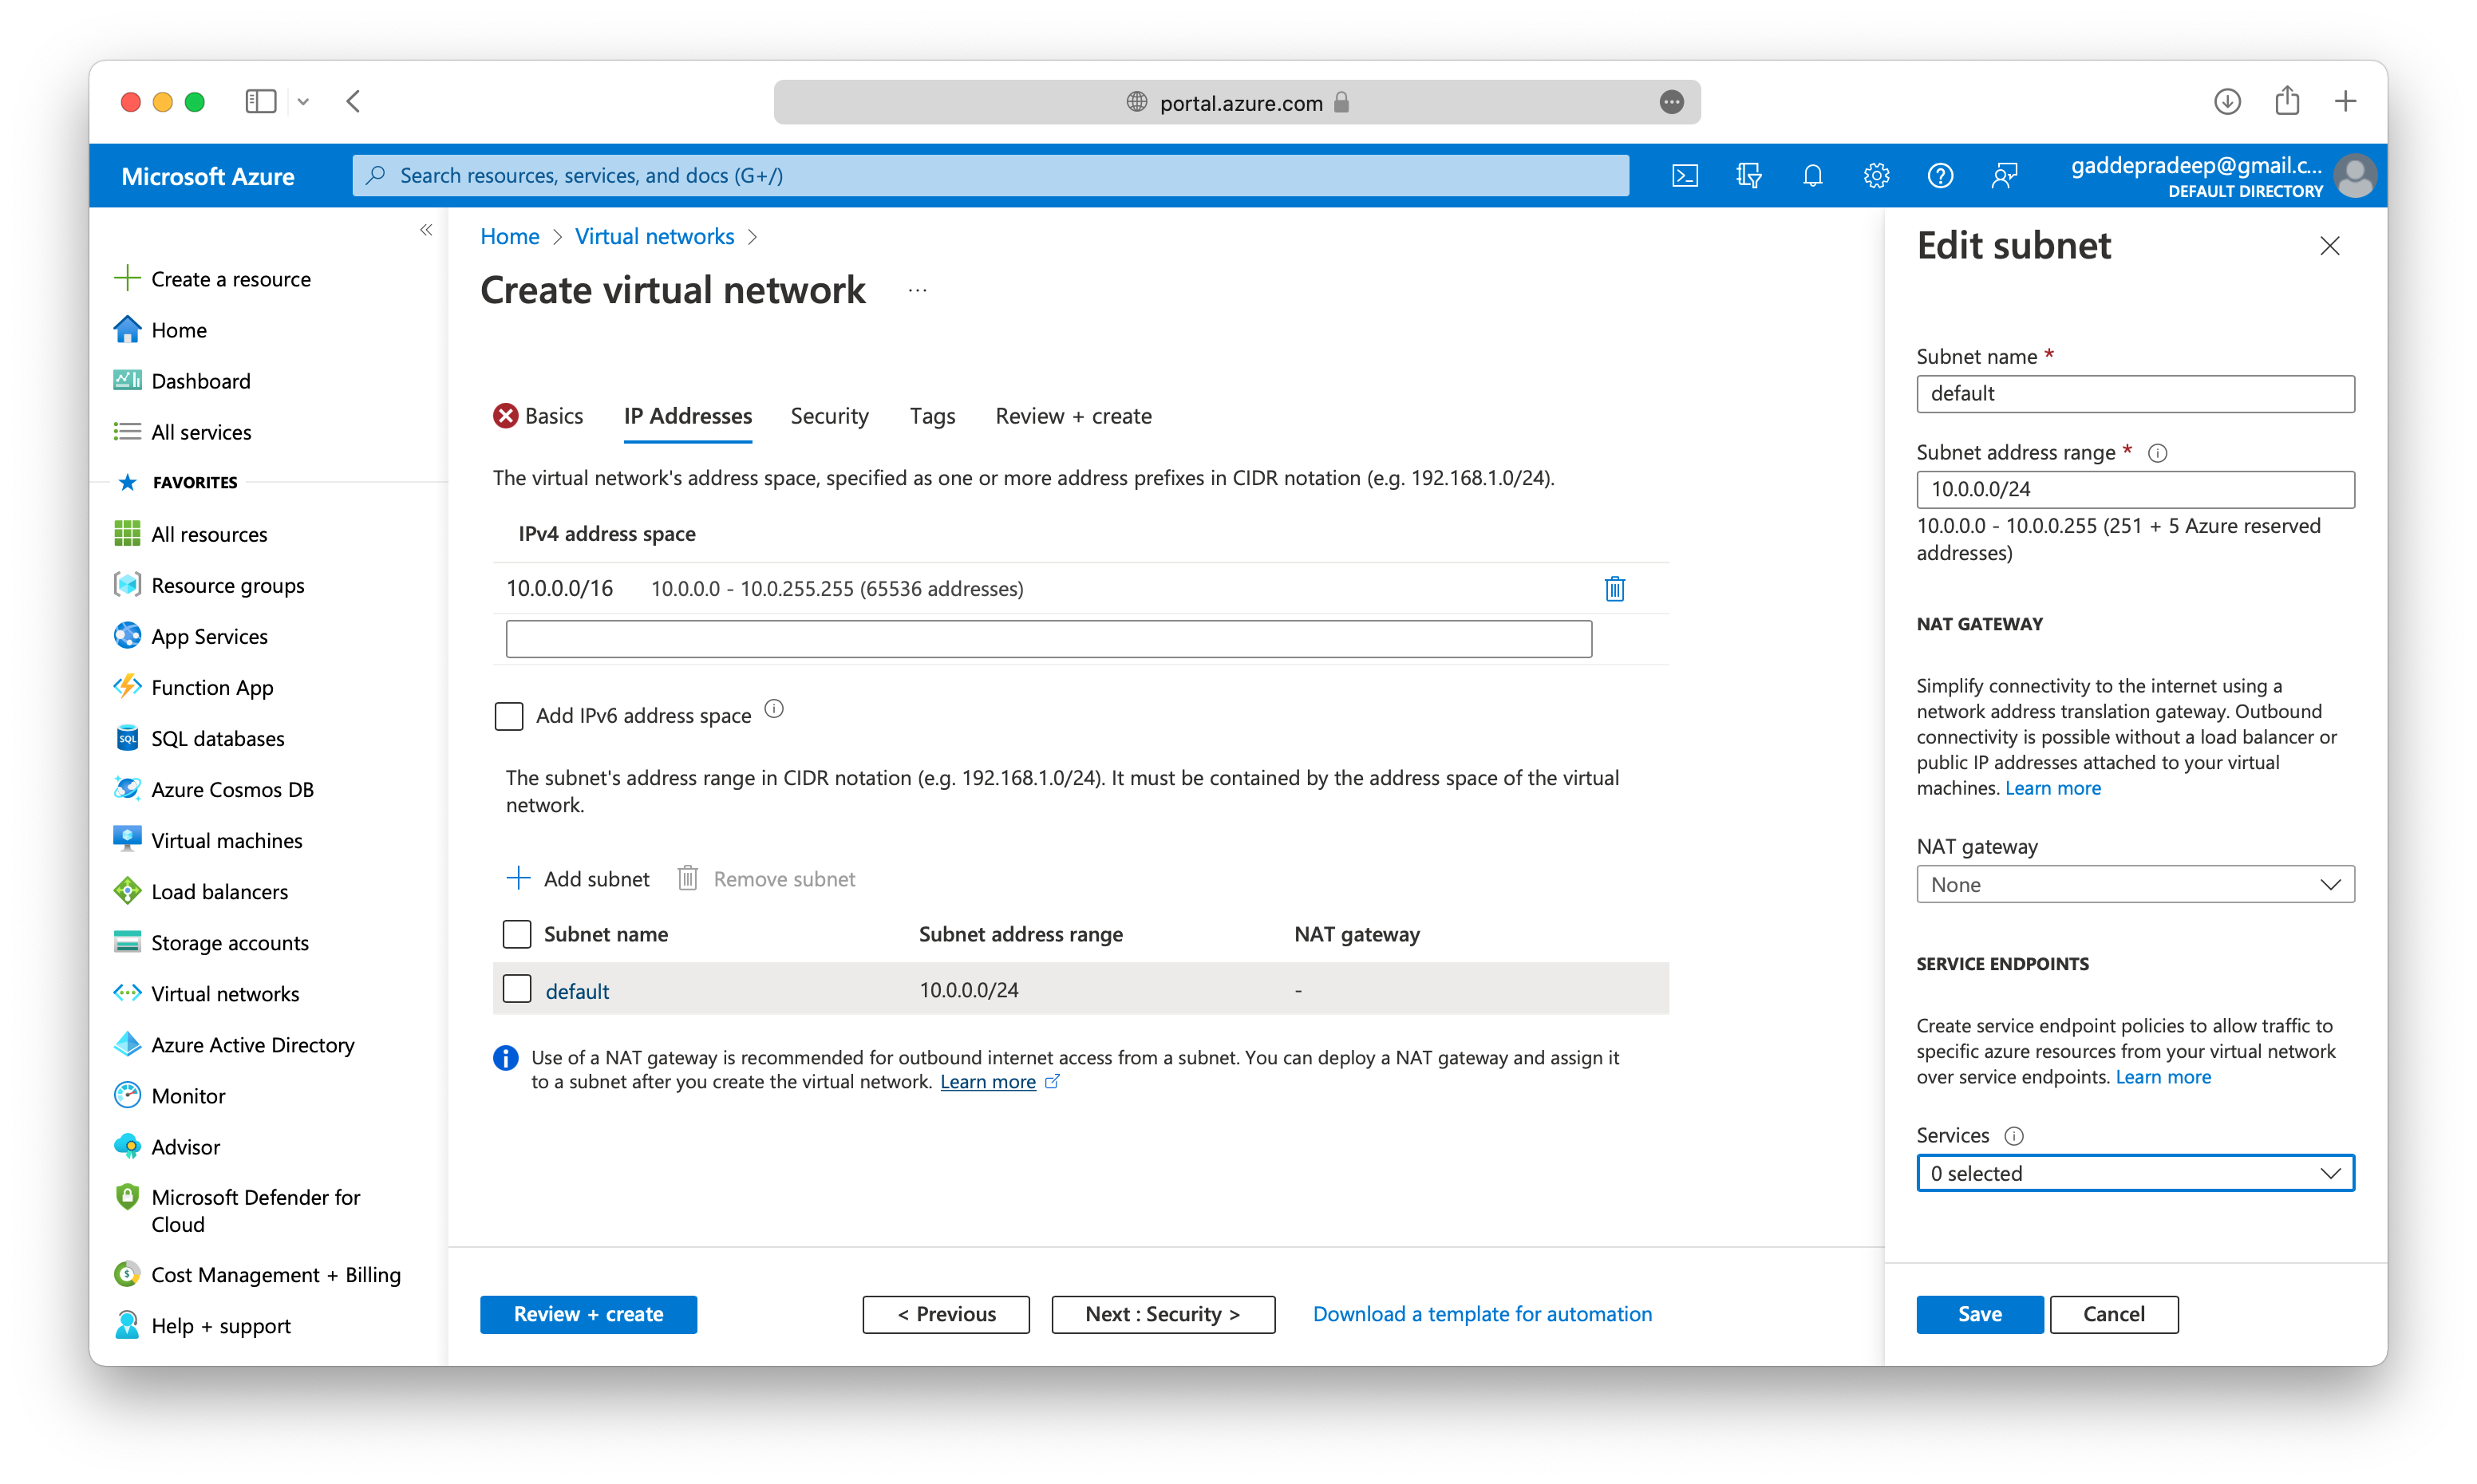 portal.azure.com
Microsoft Azure
Search resources, services, and docs (G+/)
gaddepradeep@gmail.c...
DEFAULT DIRECTORY
Create a resource
Home
Dashboard
All services
FAVORITES
All resources
Resource groups
App Services
Function App
SQL databases
Azure Cosmos DB
Virtual machines
Load balancers
Storage accounts
Virtual networks
Azure Active Directory
Monitor
Advisor
Microsoft Defender for
Cloud
Cost Management + Billing
Help + support
Home > Virtual networks >
Create virtual network ...
Basics IP Addresses Security Tags Review + create
The virtual network's address space, specified as one or more address prefixes in CIDR notation (e.g. 192.168.1.0/24).
IPv4 address space
10.0.0.0/16 10.0.0.0 - 10.0.255.255 (65536 addresses)
Add IPv6 address space
The subnet's address range in CIDR notation (e.g. 192.168.1.0/24). It must be contained by the address space of the virtual
network.
Add subnet Remove subnet
Subnet name Subnet address range NAT gateway
default 10.0.0.0/24 -
Use of a NAT gateway is recommended for outbound internet access from a subnet. You can deploy a NAT gateway and assign it
to a subnet after you create the virtual network. Learn more
Review + create < Previous Next : Security > Download a template for automation
Edit subnet
Subnet name *
default
Subnet address range *
10.0.0.0/24
10.0.0.0 - 10.0.0.255 (251 + 5 Azure reserved
addresses)
NAT GATEWAY
Simplify connectivity to the internet using a
network address translation gateway. Outbound
connectivity is possible without a load balancer or
public IP addresses attached to your virtual
machines. Learn more
NAT gateway
None
SERVICE ENDPOINTS
Create service endpoint policies to allow traffic to
specific azure resources from your virtual network
over service endpoints. Learn more
Services
0 selected
Save Cancel